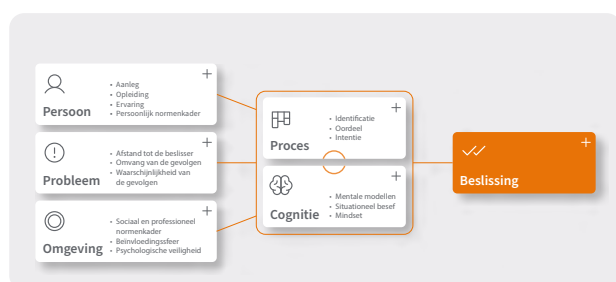 Persoon
• Aanleg
• Opleiding
• Ervaring
• Persoonlijk normenkader
Probleem
• Afstand tot de beslisser
• Omvang van de gevolgen
• Waarschijnlijkheid van
de gevolgen
Omgeving
• Sociaal en professioneel
normenkader
• Beïnvloedingssfeer
• Psychologische veiligheid
Proces
• Identificatie
• Oordeel
• Intentie
Cognitie
• Mentale modellen
• Situationeel besef
• Mindset
Beslissing